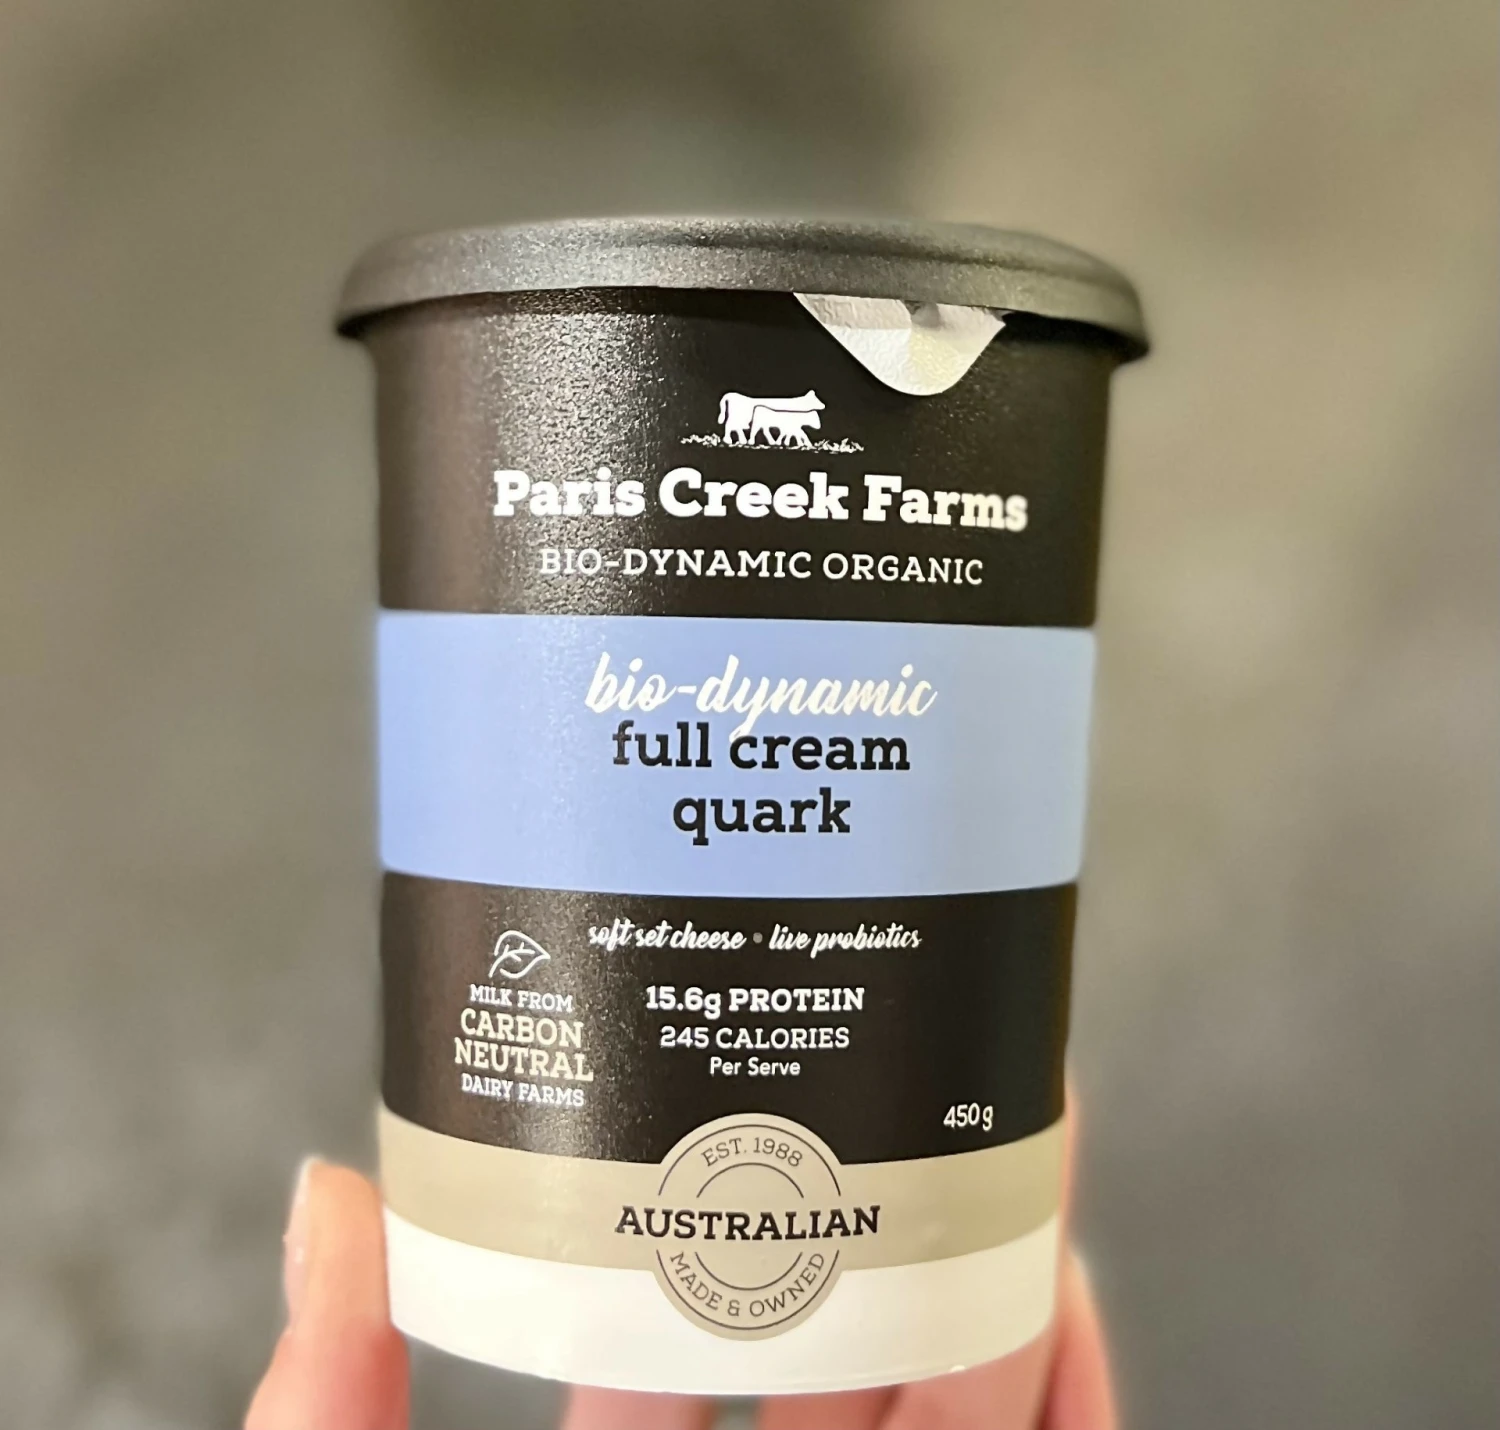 Paris Creek Farms
BIO-DYNAMIC ORGANIC
bio-dynamic
full cream
quark
soft set cheese • live probiotics
MILK FROM
CARBON
NEUTRAL
DAIRY FARMS
15.6g PROTEIN
245 CALORIES
Per Serve
450g
EST. 1988
AUSTRALIAN
MADE & OWNED